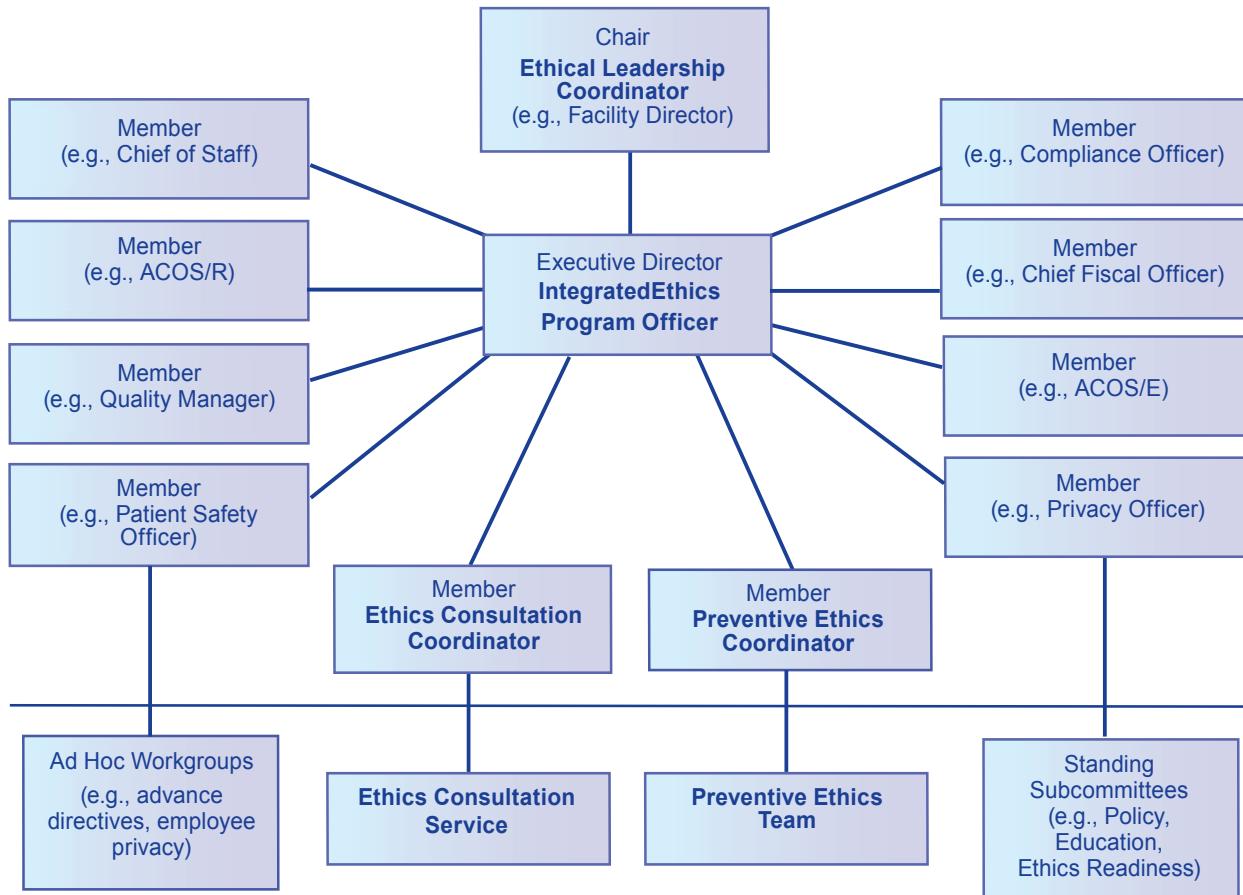 Chair
Ethical Leadership
Coordinator
(e.g., Facility Director)
Member
(e.g., Chief of Staff)
Member
(e.g., Compliance Officer)
Member
(e.g., ACOS/R)
Executive Director
IntegratedEthics
Program Officer
Member
(e.g., Chief Fiscal Officer)
Member
(e.g., Quality Manager)
Member
(e.g., ACOS/E)
Member
(e.g., Patient Safety
Officer)
Member
(e.g., Privacy Officer)
Member
Ethics Consultation
Coordinator
Member
Preventive Ethics
Coordinator
Ad Hoc Workgroups
(e.g., advance
directives, employee
privacy)
Ethics Consultation
Service
Preventive Ethics
Team
Standing
Subcommittees
(e.g., Policy,
Education,
Ethics Readiness)